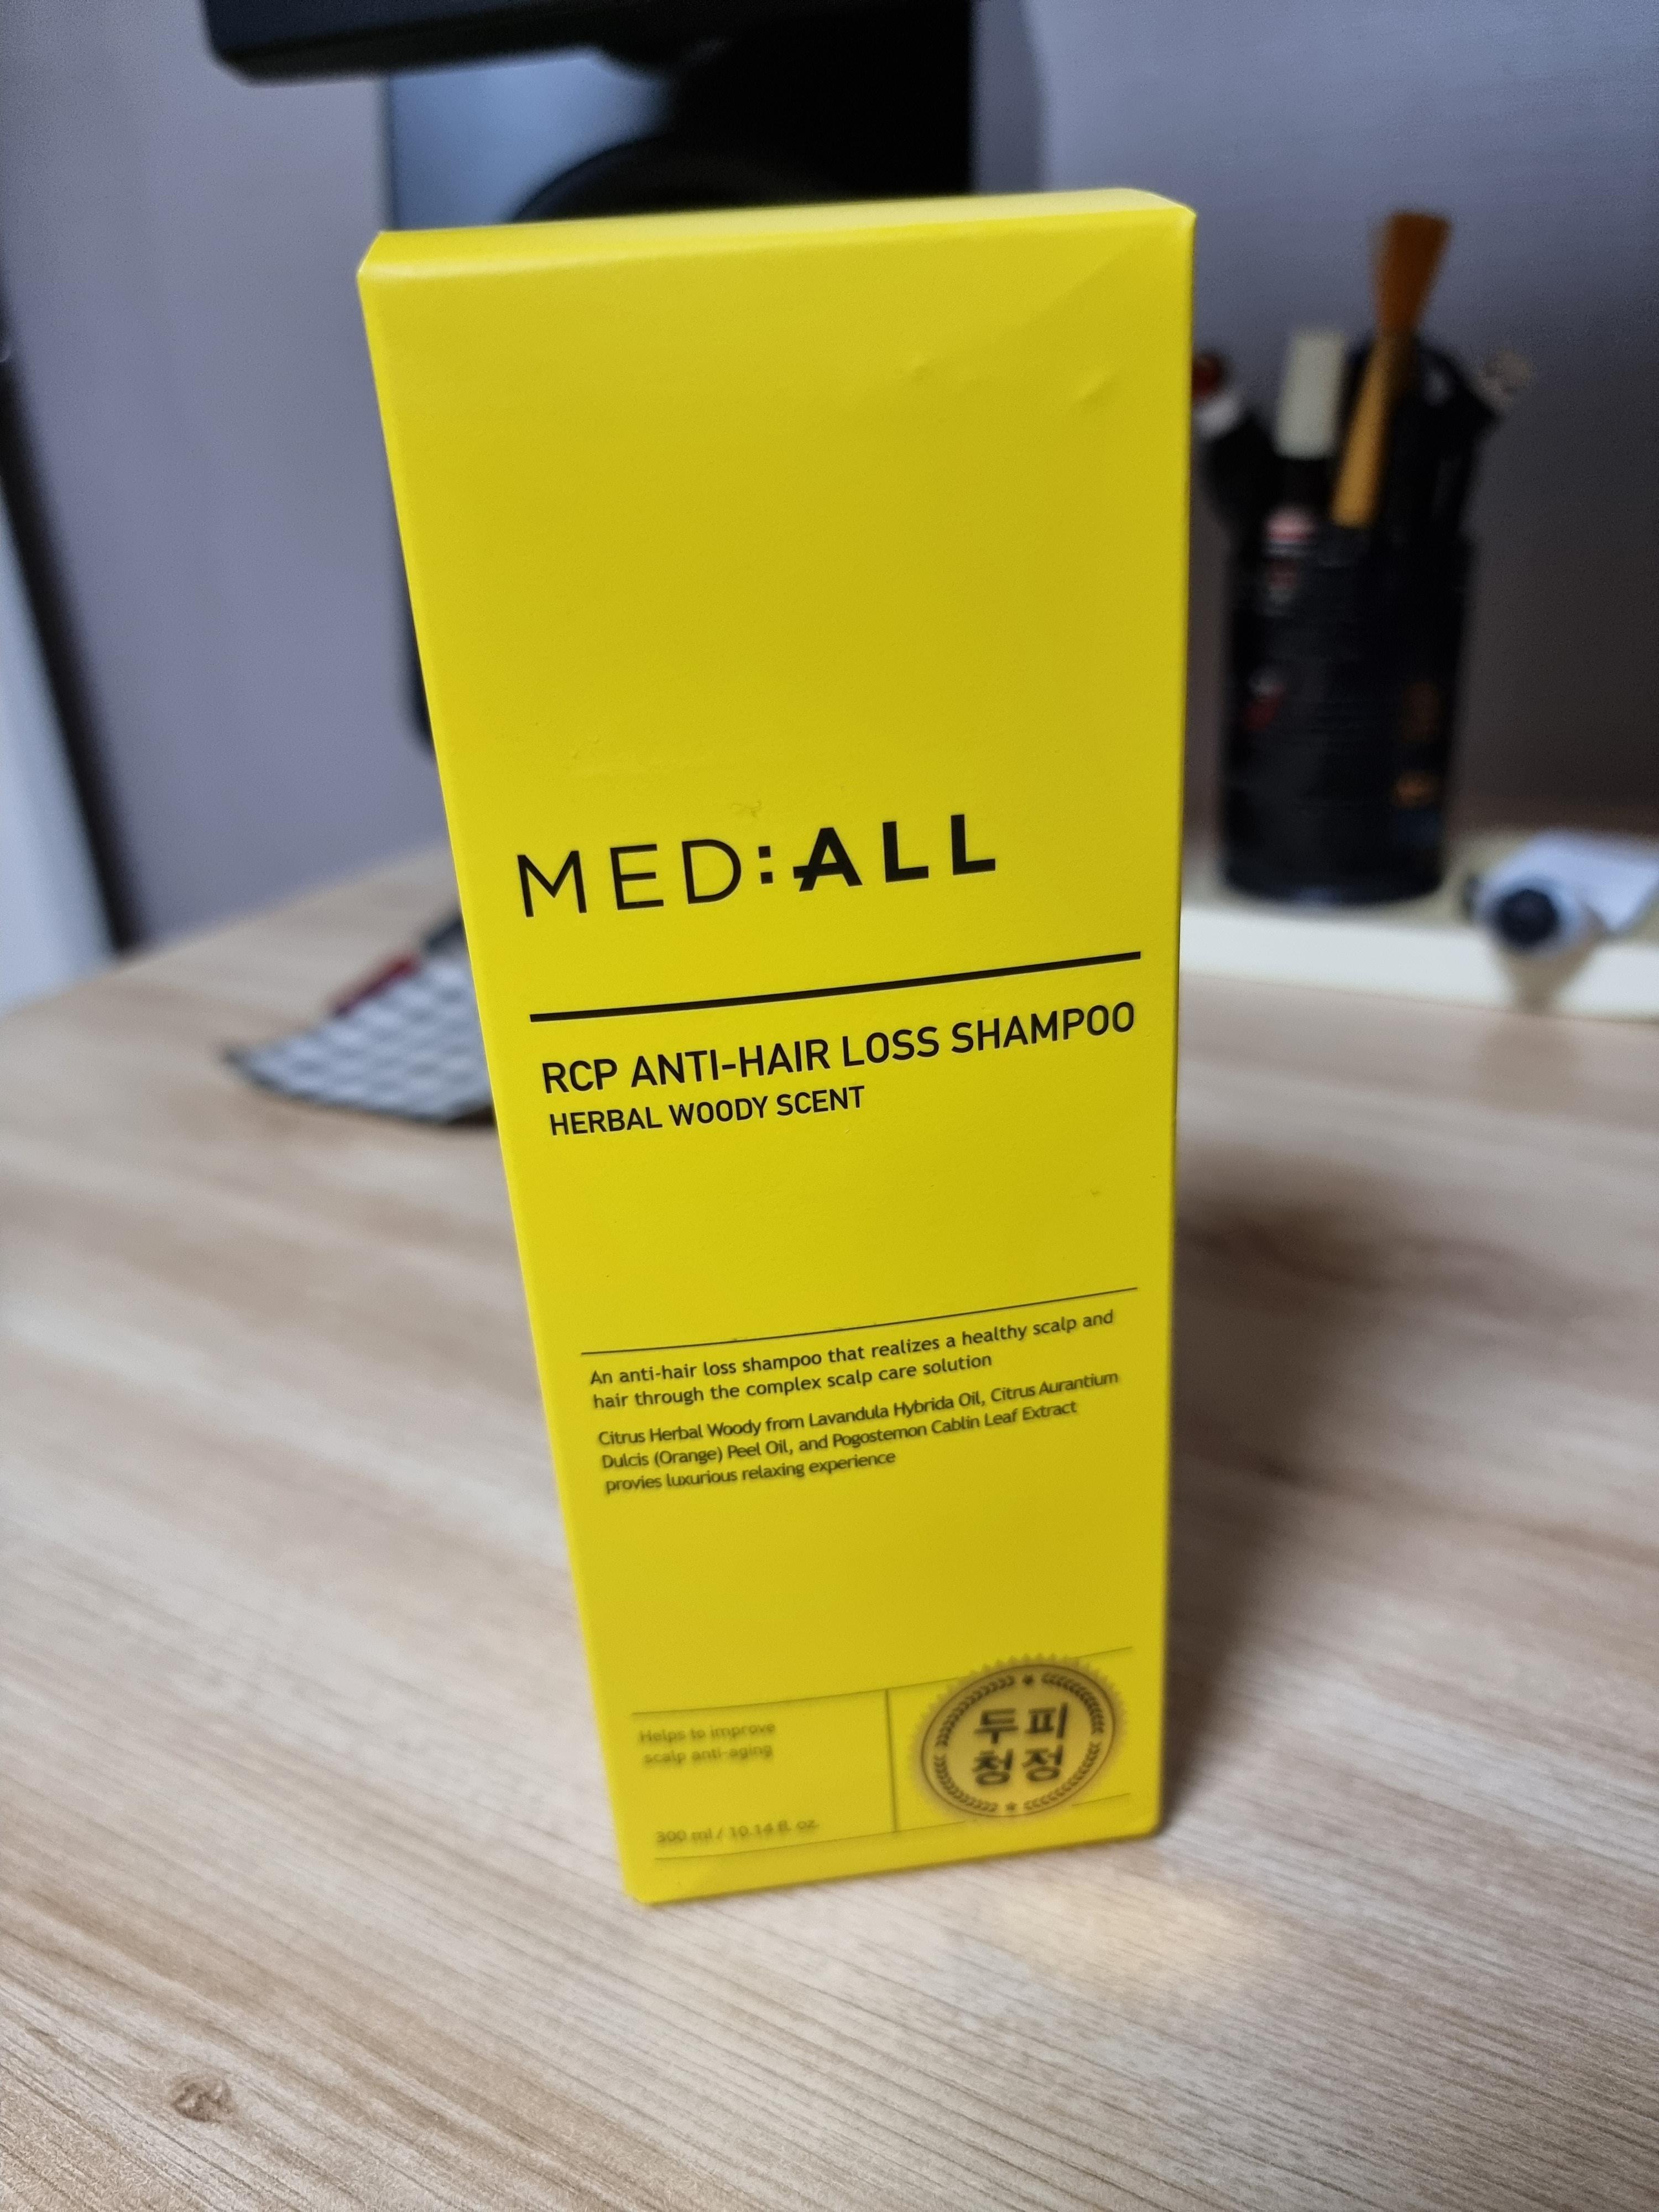 MED:ALL
RCP ANTI-HAIR LOSS SHAMPOO
HERBAL WOODY SCENT
An anti-hair loss shampoo that realizes a healthy scalp and
hair through the complex scalp care solution
Citrus Herbal Woody from Lavandula Hybrida Oil, Citrus Aurantium
Dulcis (Orange) Peel Oil, and Pogostemon Cablin Leaf Extract
provies luxurious relaxing experience
Helps to improve
scalp anti-aging
300 ml / 10.14 fl. oz.
두피
청정